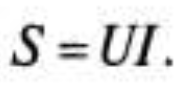 S = UI.